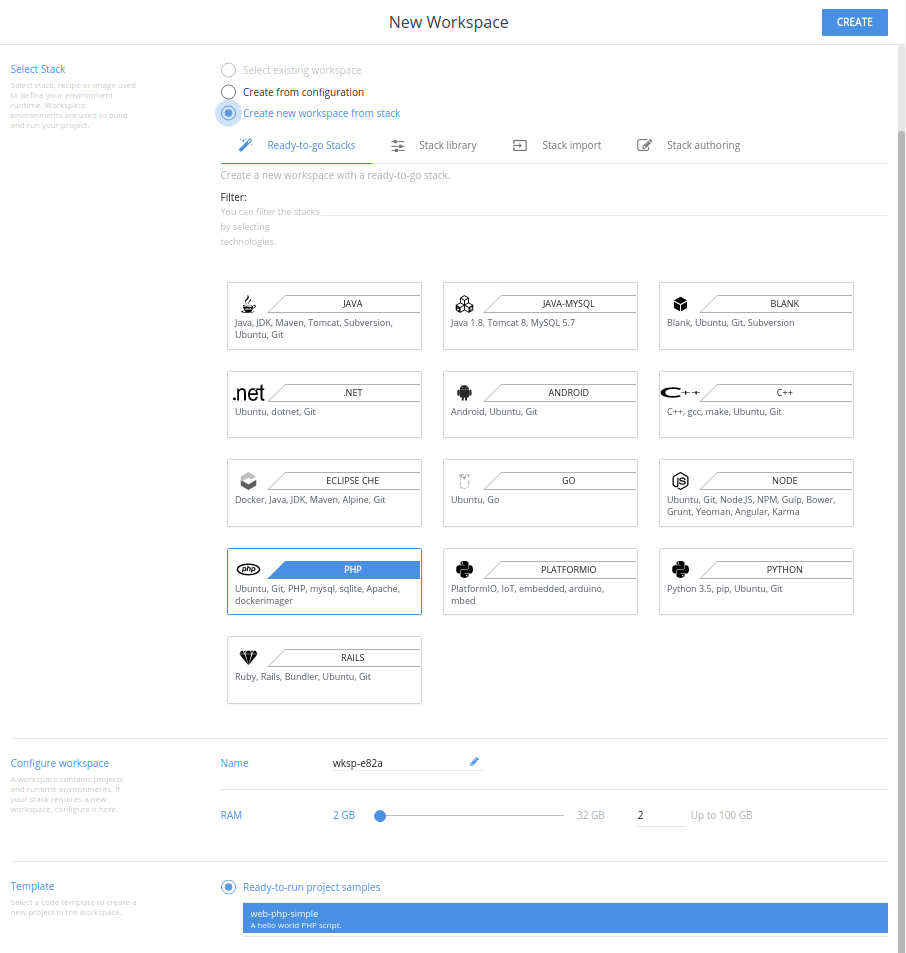 New Workspace
CREATE
Select Stack
Select stack, recipe or image used
to define your environment
runtime. Workspace
environments are used to build
and run your project.
Select existing workspace
Create from configuration
Create new workspace from stack
Ready-to-go Stacks
Stack library
Stack import
Stack authoring
Create a new workspace with a ready-to-go stack.
Filter:
You can filter the stacks
by selecting
technologies.
JAVA
Java, JDK, Maven, Tomcat, Subversion,
Ubuntu, Git
JAVA-MYSQL
Java 1.8, Tomcat 8, MySQL 5.7
BLANK
Blank, Ubuntu, Git, Subversion
.net
.NET
Ubuntu, dotnet, Git
ANDROID
Android, Ubuntu, Git
C++
C++
C++, gcc, make, Ubuntu, Git
ECLIPSE CHE
Docker, Java, JDK, Maven, Alpine, Git
GO
Ubuntu, Go
JS
NODE
Ubuntu, Git, Node.JS, NPM, Gulp, Bower,
Grunt, Yeoman, Angular, Karma
php
PHP
Ubuntu, Git, PHP, mysql, sqlite, Apache,
dockerimager
PLATFORMIO
PlatformIO, IoT, embedded, arduino,
mbed
PYTHON
Python 3.5, pip, Ubuntu, Git
RAILS
Ruby, Rails, Bundler, Ubuntu, Git
Configure workspace
A workspace contains projects
and runtime environments. If
your stack requires a new
workspace, configure it here.
Name
wksp-e82a
RAM
2 GB
32 GB
2
Up to 100 GB
Template
Select a code template to create a
new project in the workspace.
Ready-to-run project samples
web-php-simple
A hello world PHP script.